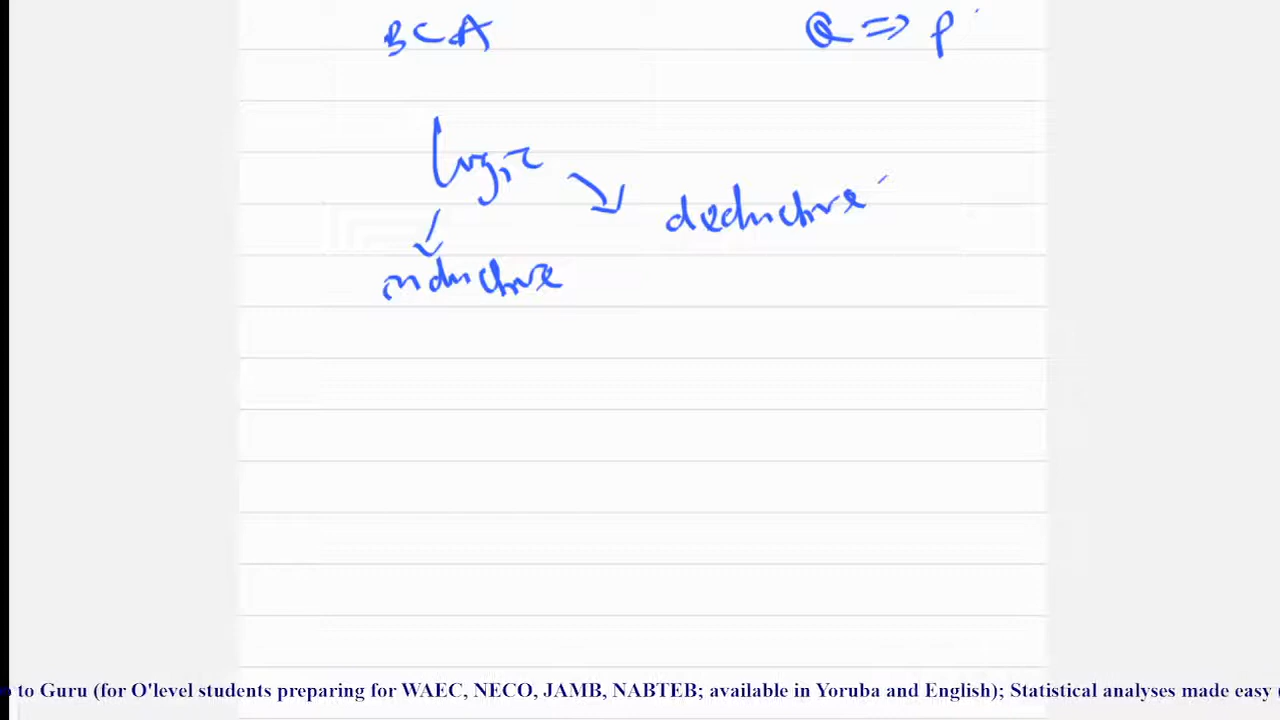 B ⊂ A Q ⇒ P
Logic
deductive
inductive
to Guru (for O'level students preparing for WAEC, NECO, JAMB, NABTEB; available in Yoruba and English); Statistical analyses made easy (